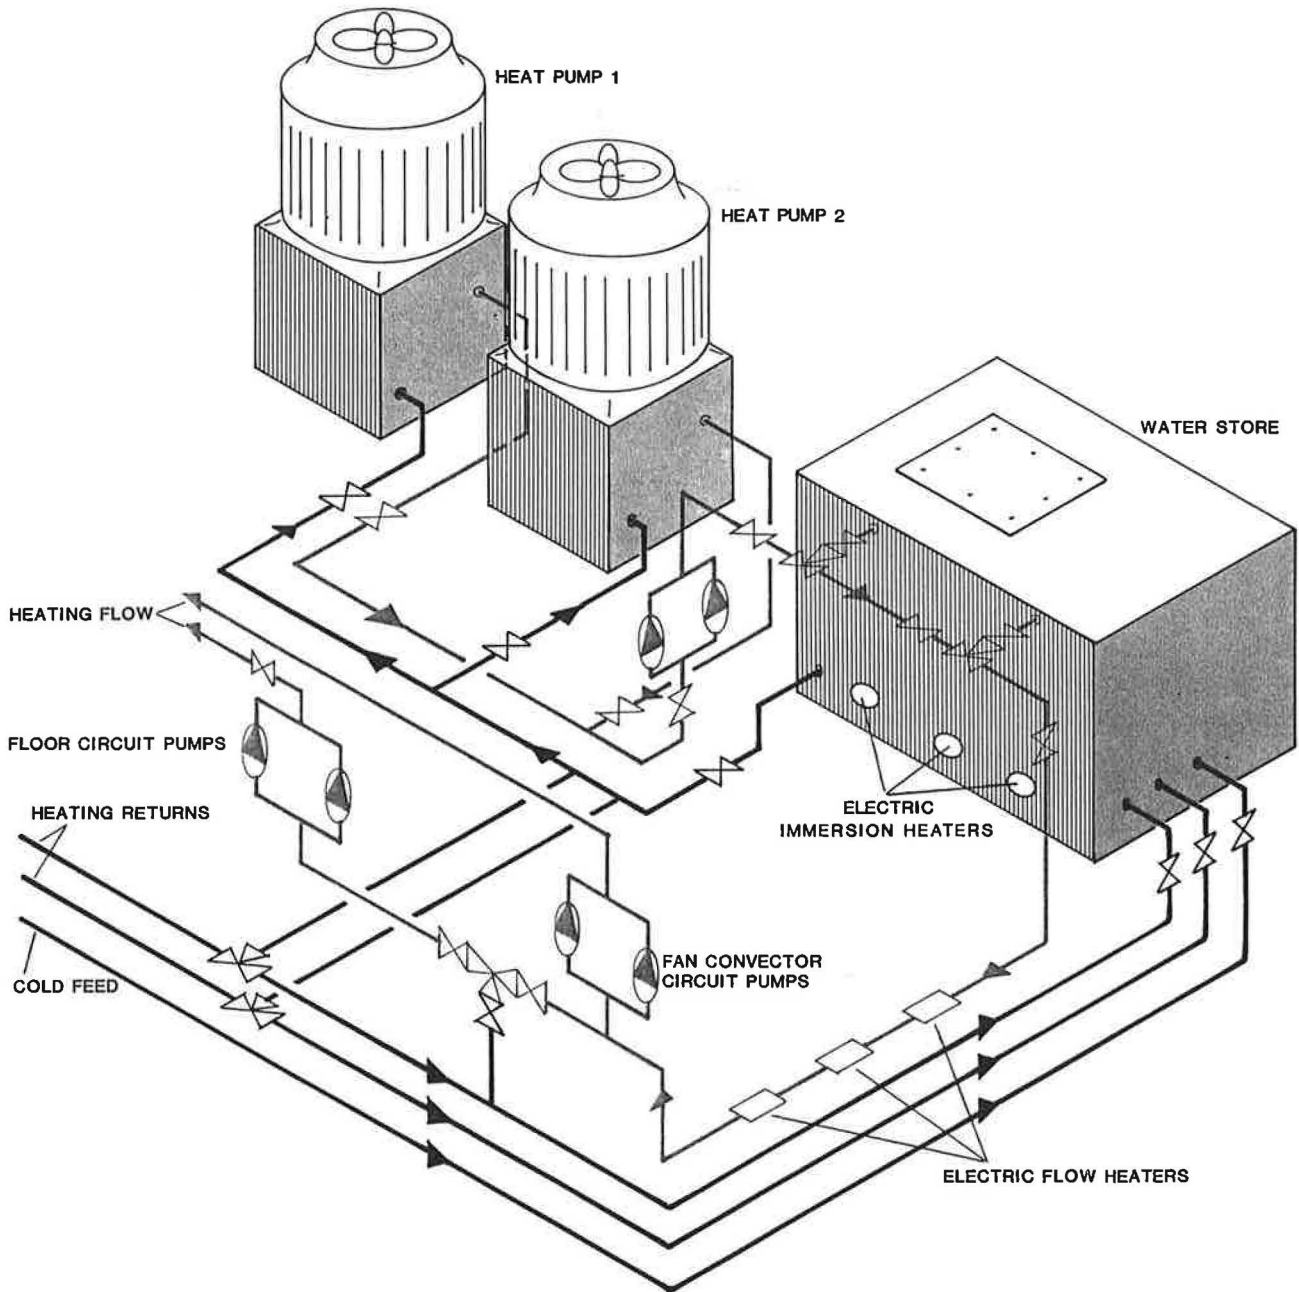 HEAT PUMP 1
HEAT PUMP 2
WATER STORE
HEATING FLOW
FLOOR CIRCUIT PUMPS
HEATING RETURNS
ELECTRIC
IMMERSION HEATERS
COLD FEED
FAN CONVECTOR
CIRCUIT PUMPS
ELECTRIC FLOW HEATERS